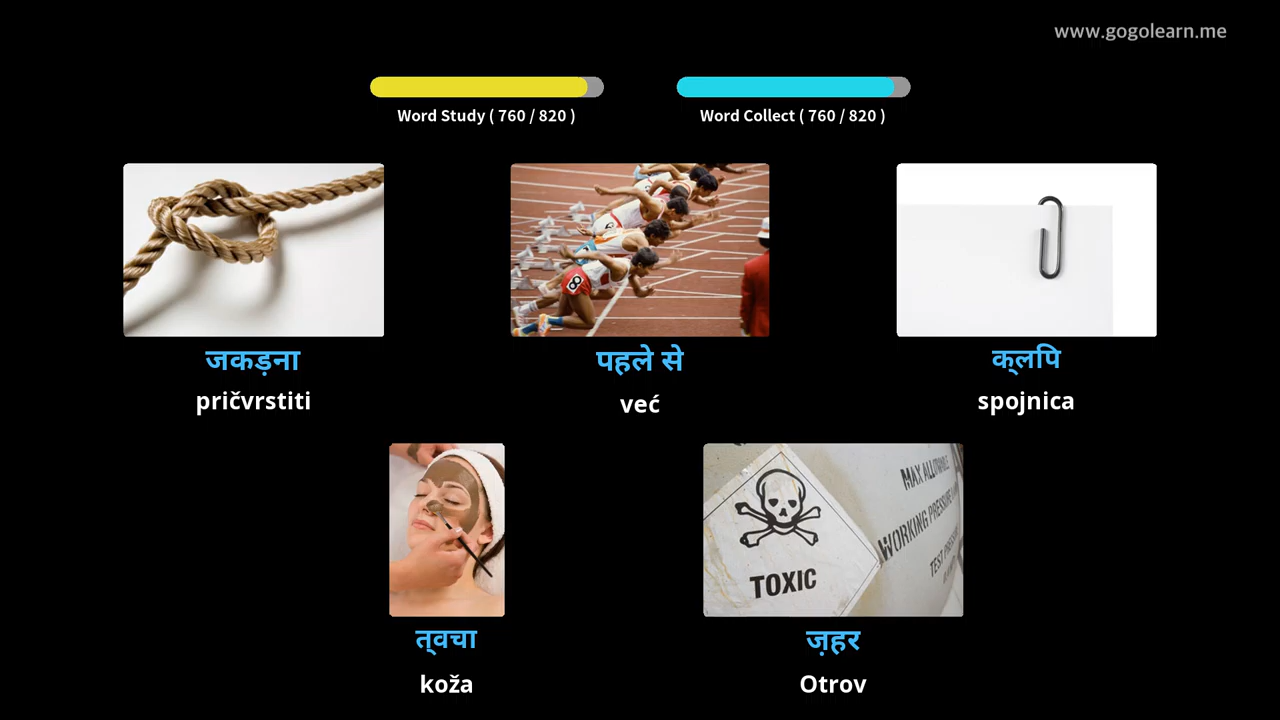 www.gogolearn.me
Word Study ( 760 / 820 )
Word Collect ( 760 / 820 )
जकड़ना
pričvrstiti
पहले से
već
क्लपि
spojnica
त्वचा
koža
MAX ALLOWABLE
WORKING PRESSURE
TEST PRESSURE
TOXIC
ज़हर
Otrov